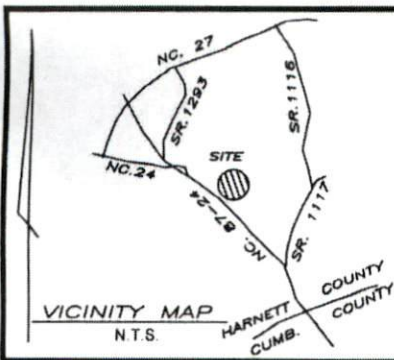 NC. 27
SR. 1293
SR. 1116
NC. 24
SITE
NC. 87-24
SR. 1117
VICINITY MAP
N.T.S.
HARNETT COUNTY
CUMB. COUNTY